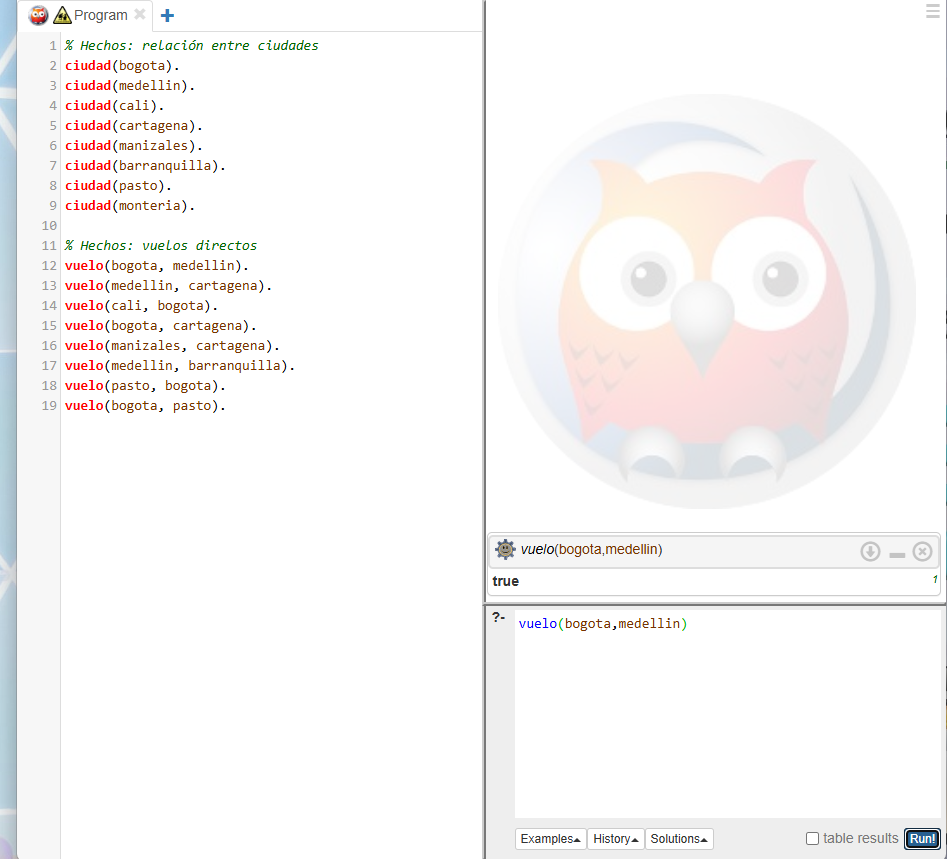 Program
1 % Hechos: relación entre ciudades
2 ciudad(bogota).
3 ciudad(medellin).
4 ciudad(cali).
5 ciudad(cartagena).
6 ciudad(manizales).
7 ciudad(barranquilla).
8 ciudad(pasto).
9 ciudad(monteria).
10
11 % Hechos: vuelos directos
12 vuelo(bogota, medellin).
13 vuelo(medellin, cartagena).
14 vuelo(cali, bogota).
15 vuelo(bogota, cartagena).
16 vuelo(manizales, cartagena).
17 vuelo(medellin, barranquilla).
18 vuelo(pasto, bogota).
19 vuelo(bogota, pasto).
vuelo(bogota,medellin)
true 1
?- vuelo(bogota,medellin)
Examples History Solutions table results Run!